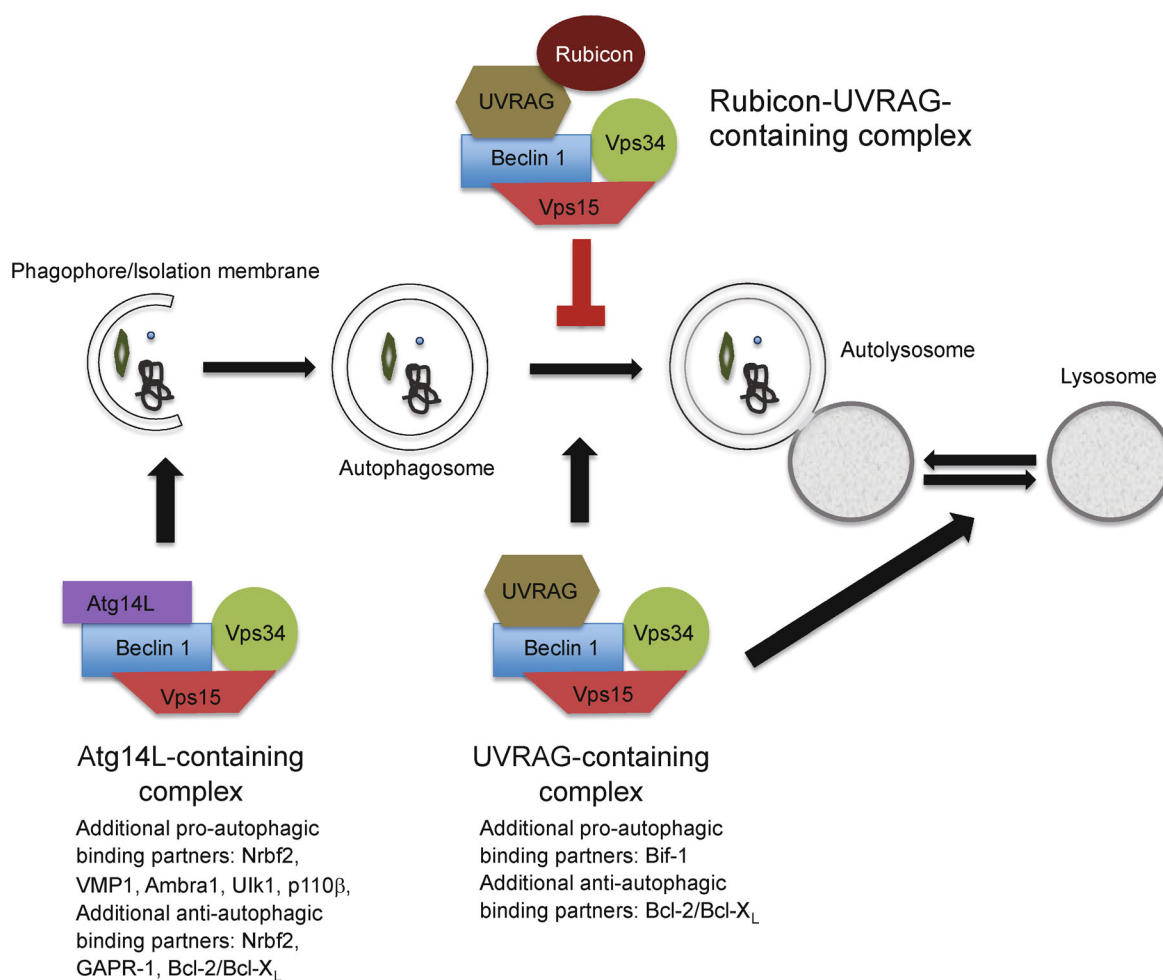 Rubicon
UVRAG
Vps34
Beclin 1
Vps15
Rubicon-UVRAG-
containing complex
Phagophore/Isolation membrane
Autophagosome
Autolysosome
Lysosome
Atg14L
Vps34
Beclin 1
Vps15
UVRAG
Vps34
Beclin 1
Vps15
Atg14L-containing
complex
Additional pro-autophagic
binding partners: Nrbf2,
VMP1, Ambra1, Ulk1, p110β,
Additional anti-autophagic
binding partners: Nrbf2,
GAPR-1, Bcl-2/Bcl-X_L
UVRAG-containing
complex
Additional pro-autophagic
binding partners: Bif-1
Additional anti-autophagic
binding partners: Bcl-2/Bcl-X_L